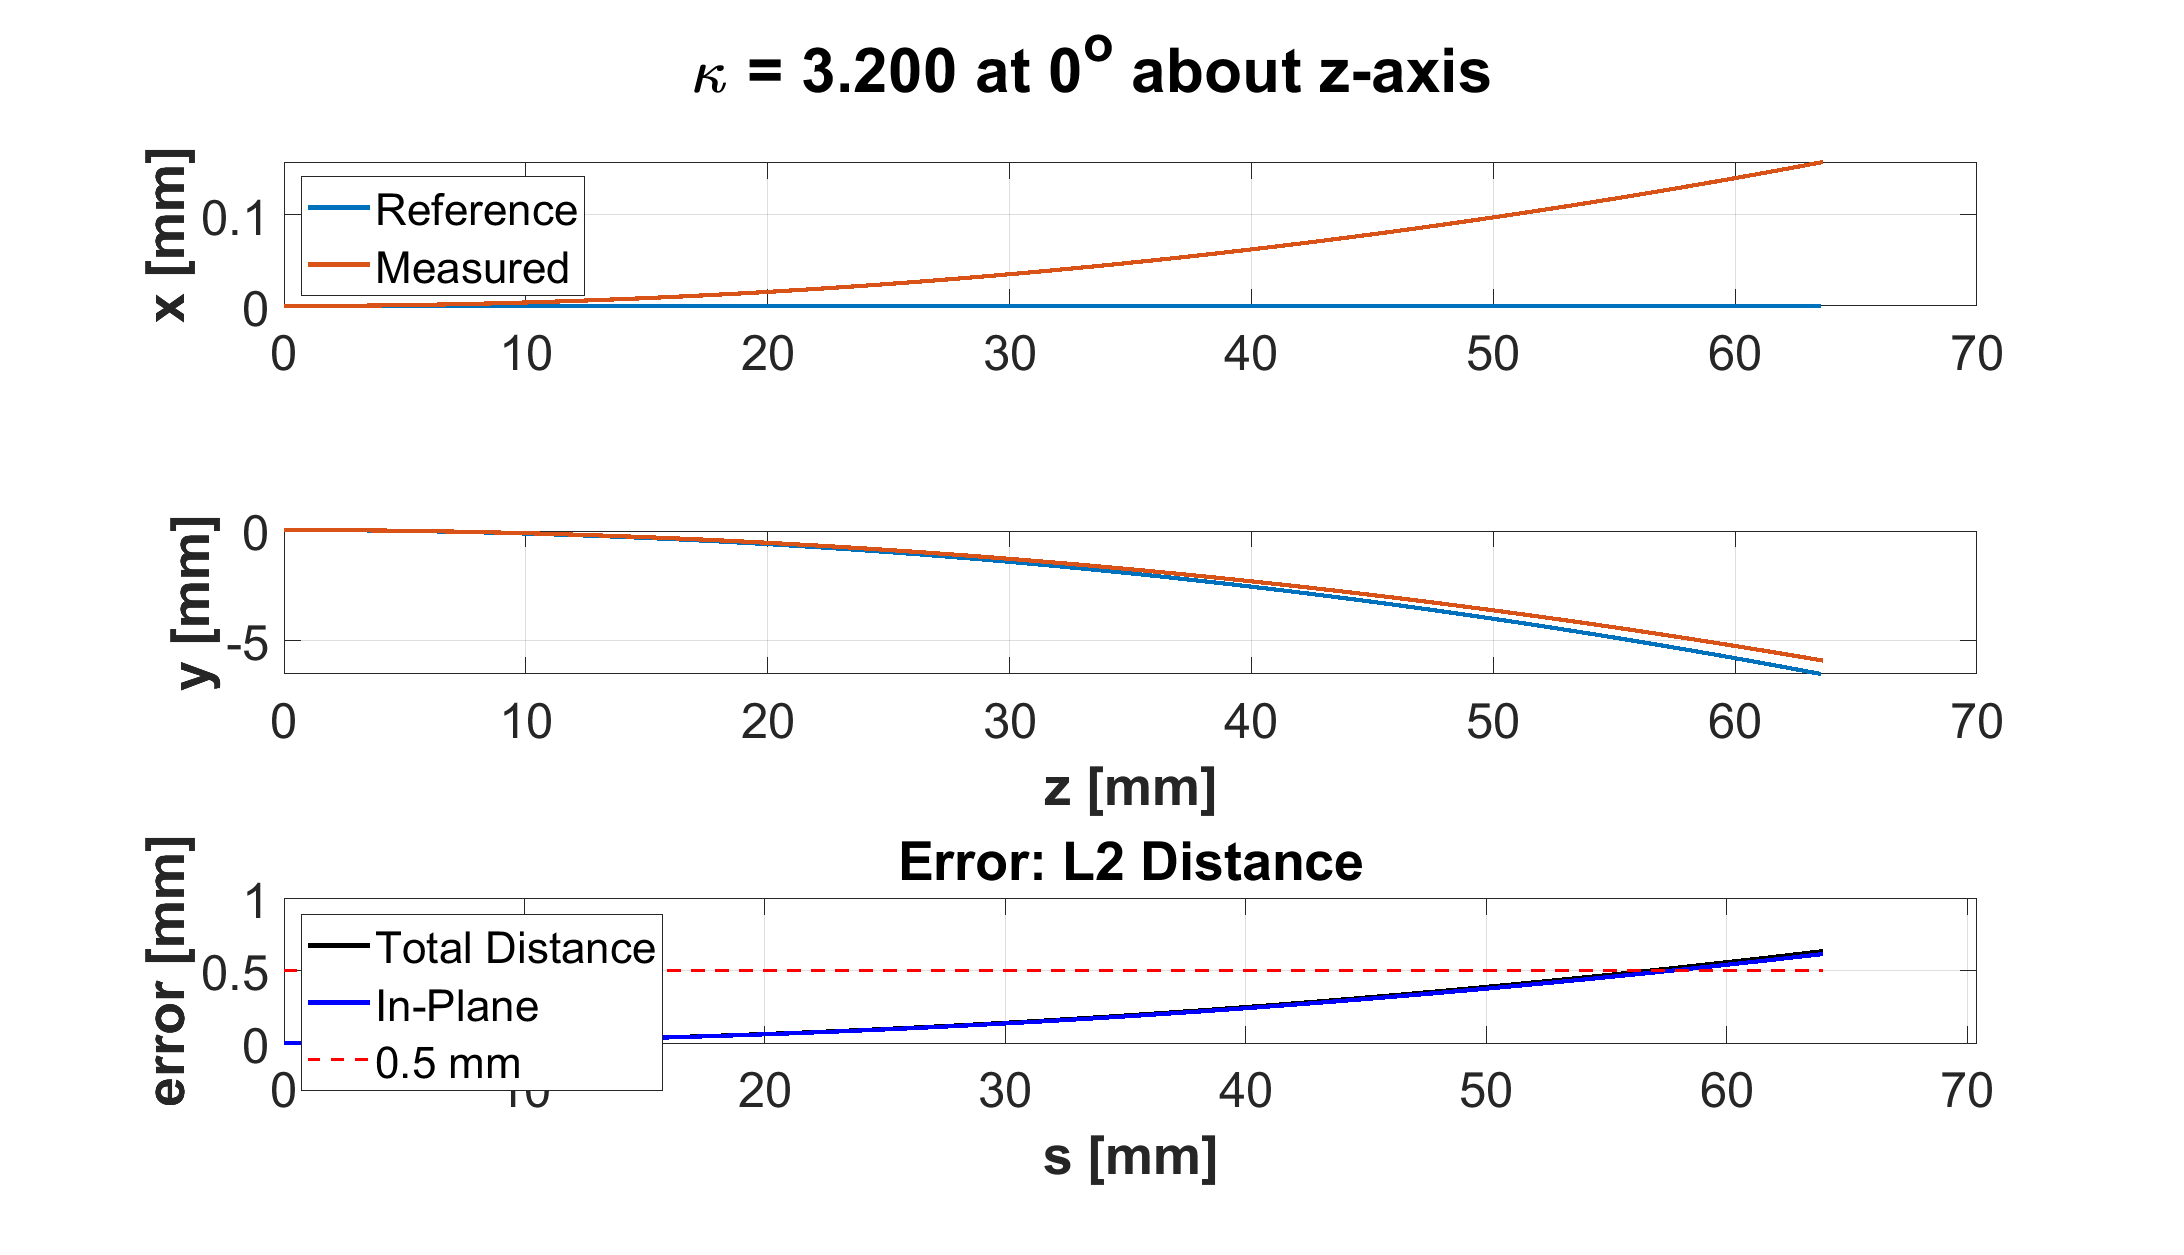 κ = 3.200 at 0° about z-axis
x [mm]
0.1
0
Reference
Measured
0 10 20 30 40 50 60 70
y [mm]
0
-5
0 10 20 30 40 50 60 70
z [mm]
Error: L2 Distance
error [mm]
1
0.5
0
Total Distance
In-Plane
0.5 mm
0 10 20 30 40 50 60 70
s [mm]